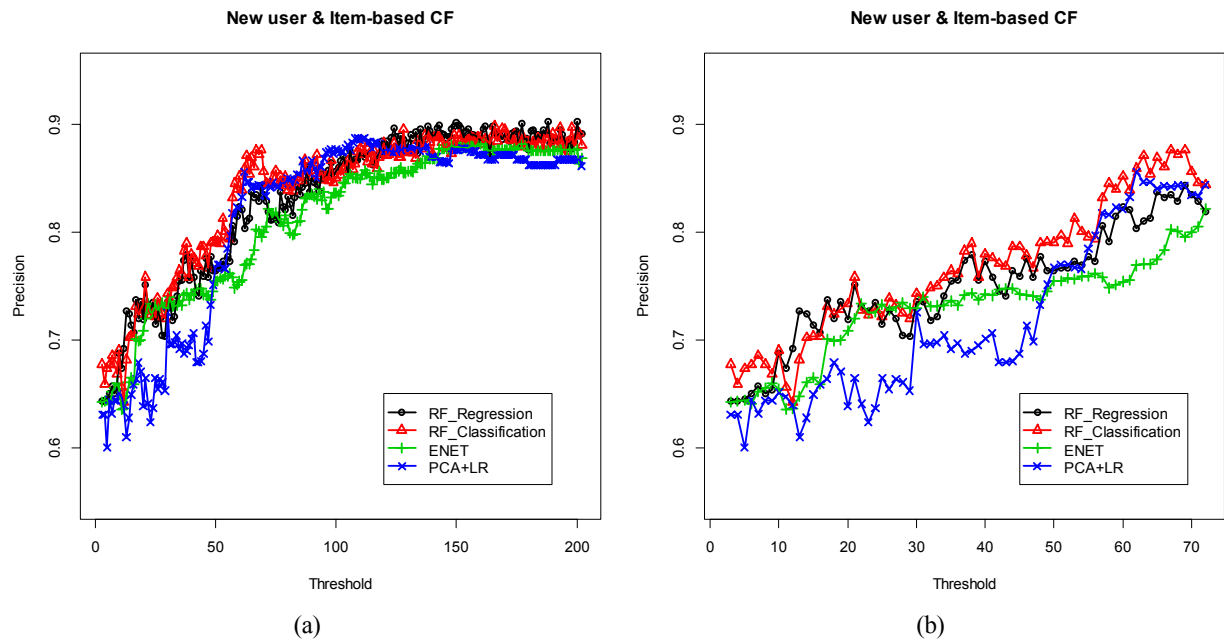 New user & Item-based CF
Precision
0.9
0.8
0.7
0.6
RF_Regression
RF_Classification
ENET
PCA+LR
0 50 100 150 200
Threshold
(a)
New user & Item-based CF
Precision
0.9
0.8
0.7
0.6
RF_Regression
RF_Classification
ENET
PCA+LR
0 10 20 30 40 50 60 70
Threshold
(b)